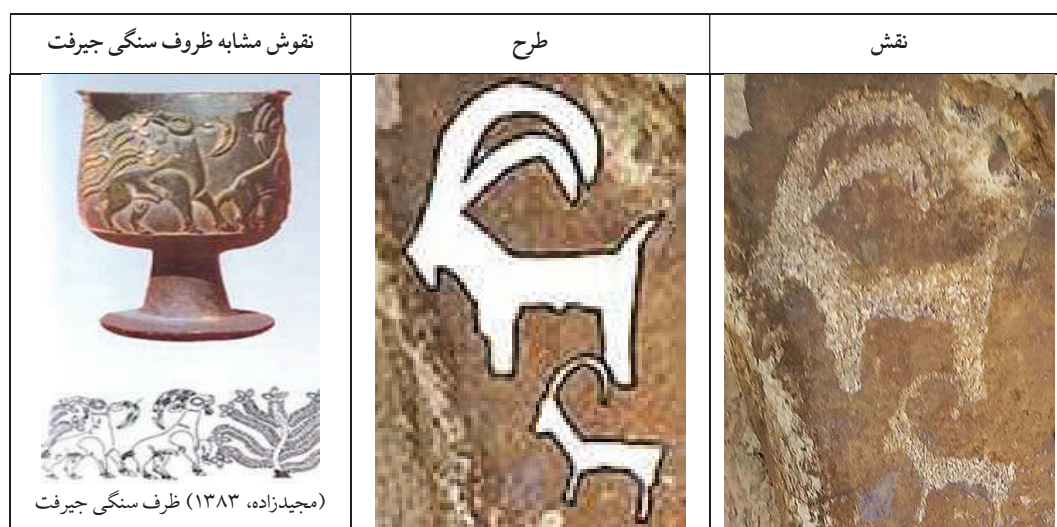 نقش
طرح
نقوش مشابه ظروف سنگی جیرفت
(مجیدزاده، ۱۳۸۳) ظرف سنگی جیرفت